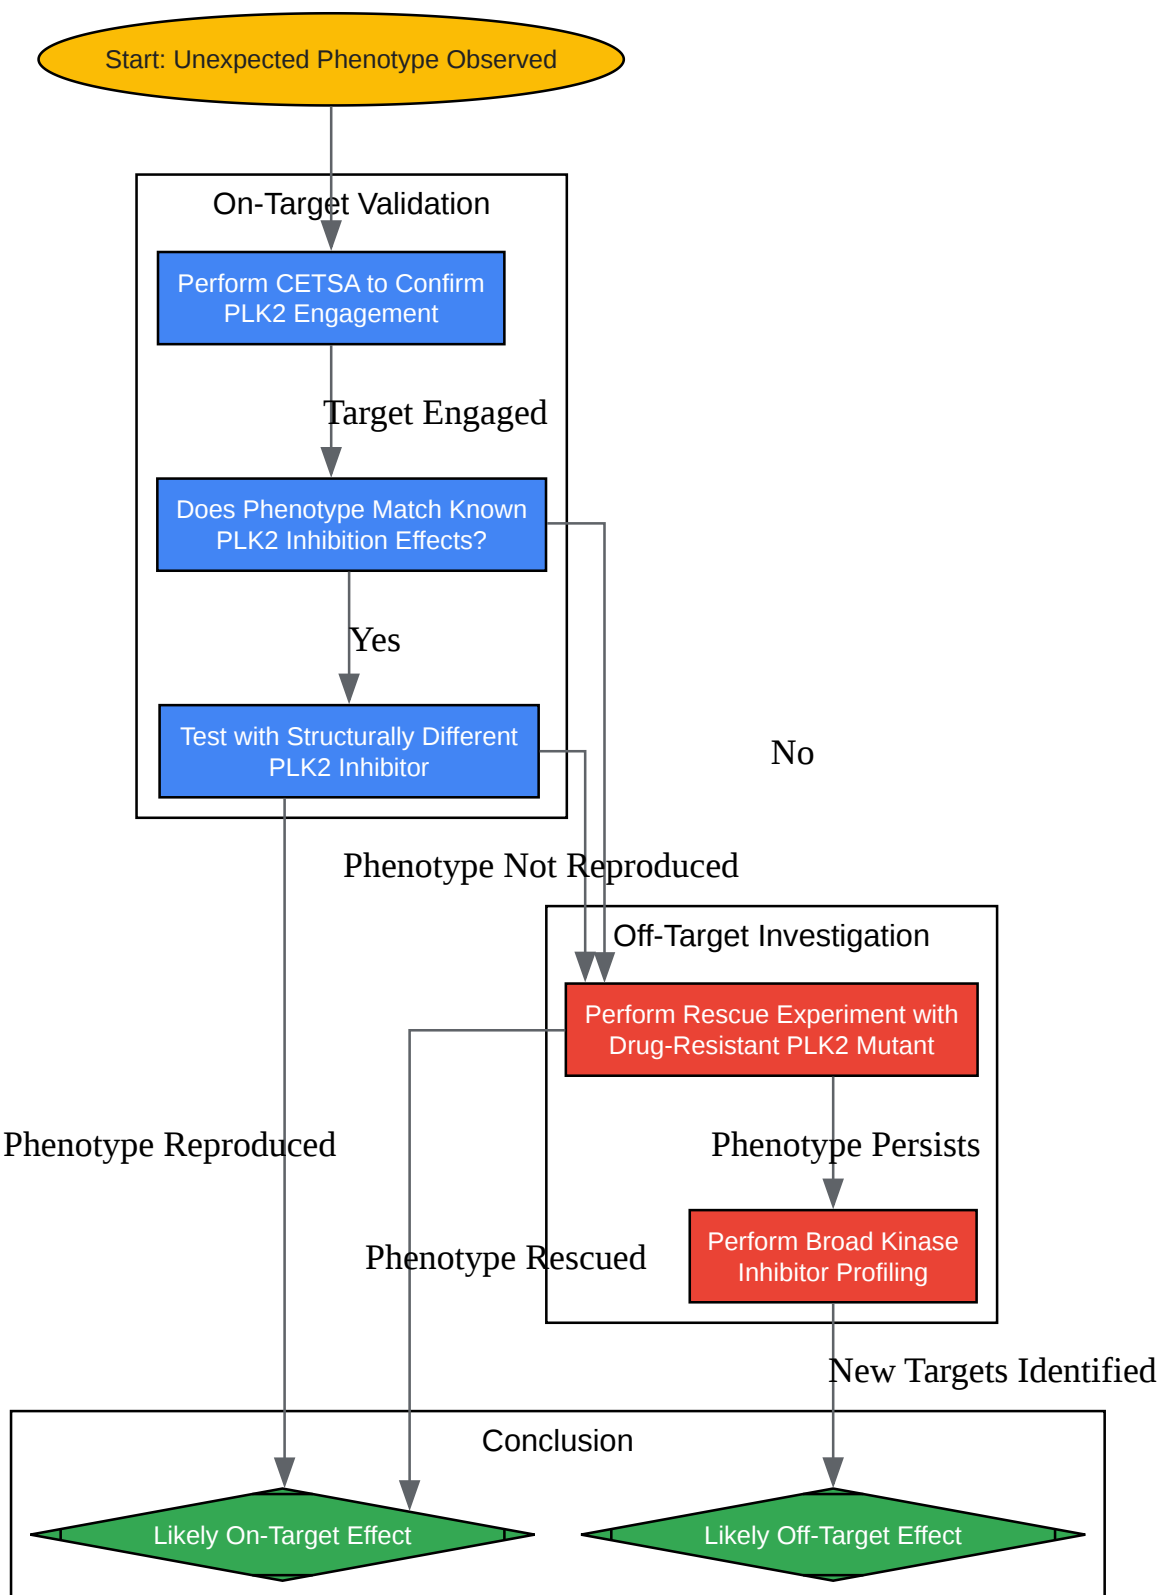 Start: Unexpected Phenotype Observed
On-Target Validation
Perform CETSA to Confirm
PLK2 Engagement
Target Engaged
Does Phenotype Match Known
PLK2 Inhibition Effects?
Yes
Test with Structurally Different
PLK2 Inhibitor
No
Phenotype Not Reproduced
Off-Target Investigation
Perform Rescue Experiment with
Drug-Resistant PLK2 Mutant
Phenotype Reproduced
Phenotype Persists
Phenotype Rescued
Perform Broad Kinase
Inhibitor Profiling
New Targets Identified
Conclusion
Likely On-Target Effect
Likely Off-Target Effect